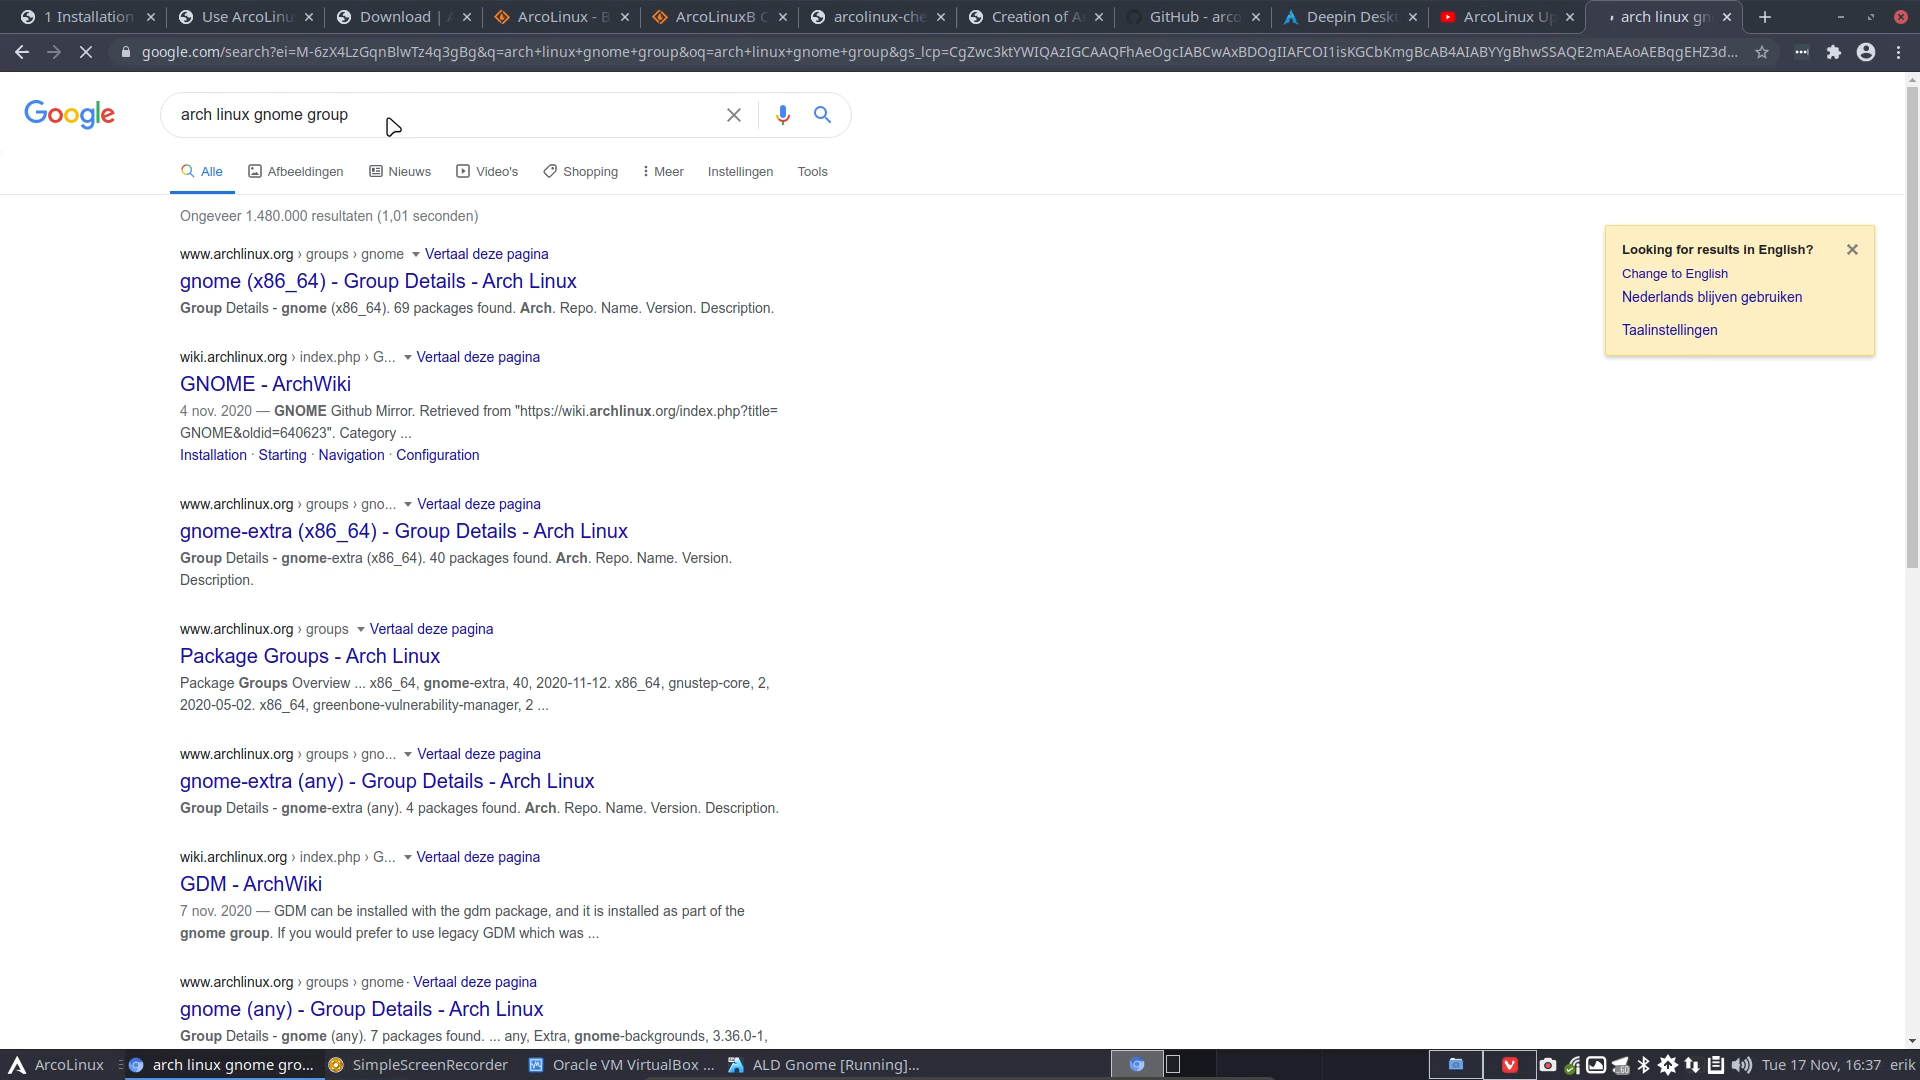 1 Installation
Use ArcoLinu
Download |
ArcoLinux - B
ArcoLinuxB C
arcolinux-che
Creation of A
GitHub - arco
Deepin Deskt
ArcoLinux Up
arch linux gn
google.com/search?ei=M-6zX4LzGqnBlwTz4q3gBg&q=arch+linux+gnome+group&oq=arch+linux+gnome+group&gs_lcp=CgZwc3ktYWIQAzIGCAAQFhAeOgcIABCwAxBDOgIIAFCOI1isKGCbKmgBcAB4AIABYYgBhwSSAQE2mAEAoAEBqgEHZ3d...
Google
arch linux gnome group
Alle
Afbeeldingen
Nieuws
Video's
Shopping
Meer
Instellingen
Tools
Ongeveer 1.480.000 resultaten (1,01 seconden)
www.archlinux.org › groups › gnome Vertaal deze pagina
gnome (x86_64) - Group Details - Arch Linux
Group Details - gnome (x86_64). 69 packages found. Arch. Repo. Name. Version. Description.
wiki.archlinux.org › index.php › G... Vertaal deze pagina
GNOME - ArchWiki
4 nov. 2020 — GNOME Github Mirror. Retrieved from "https://wiki.archlinux.org/index.php?title=
GNOME&oldid=640623". Category ...
Installation · Starting · Navigation · Configuration
www.archlinux.org › groups › gno... Vertaal deze pagina
gnome-extra (x86_64) - Group Details - Arch Linux
Group Details - gnome-extra (x86_64). 40 packages found. Arch. Repo. Name. Version.
Description.
www.archlinux.org › groups Vertaal deze pagina
Package Groups - Arch Linux
Package Groups Overview ... x86_64, gnome-extra, 40, 2020-11-12. x86_64, gnustep-core, 2,
2020-05-02. x86_64, greenbone-vulnerability-manager, 2 ...
www.archlinux.org › groups › gno... Vertaal deze pagina
gnome-extra (any) - Group Details - Arch Linux
Group Details - gnome-extra (any). 4 packages found. Arch. Repo. Name. Version. Description.
wiki.archlinux.org › index.php › G... Vertaal deze pagina
GDM - ArchWiki
7 nov. 2020 — GDM can be installed with the gdm package, and it is installed as part of the
gnome group. If you would prefer to use legacy GDM which was ...
www.archlinux.org › groups › gnome · Vertaal deze pagina
gnome (any) - Group Details - Arch Linux
Group Details - gnome (any). 7 packages found. ... any, Extra, gnome-backgrounds, 3.36.0-1,
Looking for results in English?
Change to English
Nederlands blijven gebruiken
Taalinstellingen
ArcoLinux
arch linux gnome gro...
SimpleScreenRecorder
Oracle VM VirtualBox ...
ALD Gnome [Running]...
Tue 17 Nov, 16:37
erik